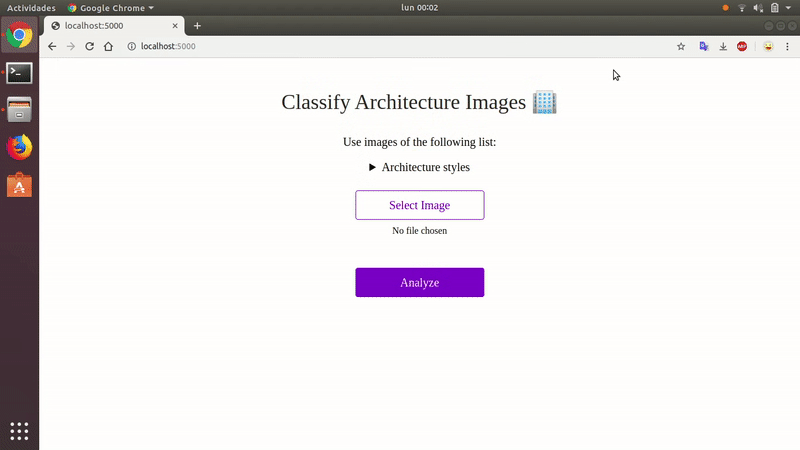 Actividades Google Chrome lun 00:02
localhost:5000
localhost:5000
Classify Architecture Images
Use images of the following list:
Architecture styles
Select Image
No file chosen
Analyze